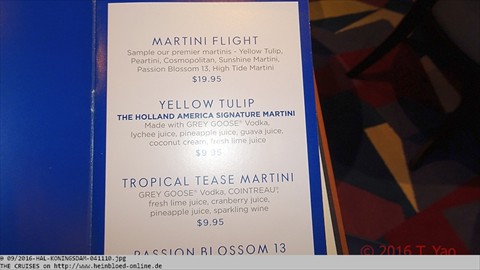 MARTINI FLIGHT
Sample our premier martinis - Yellow Tulip,
Peartini, Cosmopolitan, Sunshine Martini,
Passion Blossom 13, High Tide Martini
$19.95
YELLOW TULIP
THE HOLLAND AMERICA SIGNATURE MARTINI
Made with GREY GOOSE® Vodka,
lychee juice, pineapple juice, guava juice,
coconut cream, fresh lime juice
$9.95
TROPICAL TEASE MARTINI
GREY GOOSE® Vodka, COINTREAU®,
fresh lime juice, cranberry juice,
pineapple juice, sparkling wine
$9.95
PASSION BLOSSOM 13
© 2016 T. Yao
@ 09/2016-HAL-KONINGSDAM-041110.jpg
THE CRUISES on http://www.heinbloed-online.de